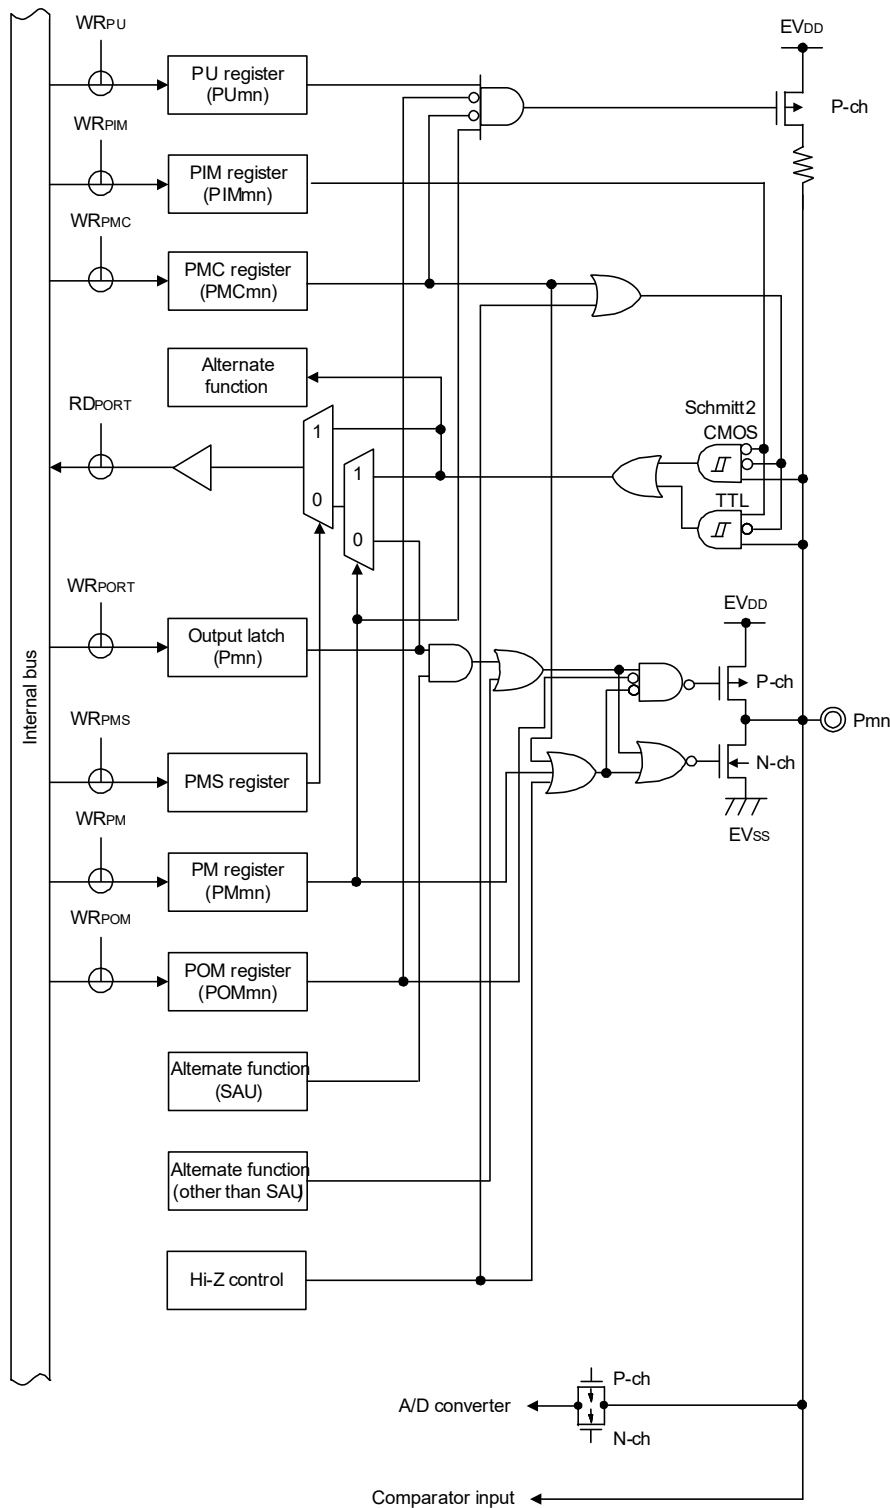 WRPU
EVDD
PU register
(PUmn)
P-ch
WRPIM
PIM register
(PIMmn)
WRPMC
PMC register
(PMCmn)
Alternate
function
RDPORT
Schmitt2
CMOS
1
1
0
TTL
0
WRPORT
EVDD
Output latch
(Pmn)
Internal bus
P-ch
Pmn
WRPMS
PMS register
N-ch
EVSS
WRPM
PM register
(PMmn)
WRPOM
POM register
(POMmn)
Alternate function
(SAU)
Alternate function
(other than SAU)
Hi-Z control
P-ch
A/D converter
N-ch
Comparator input